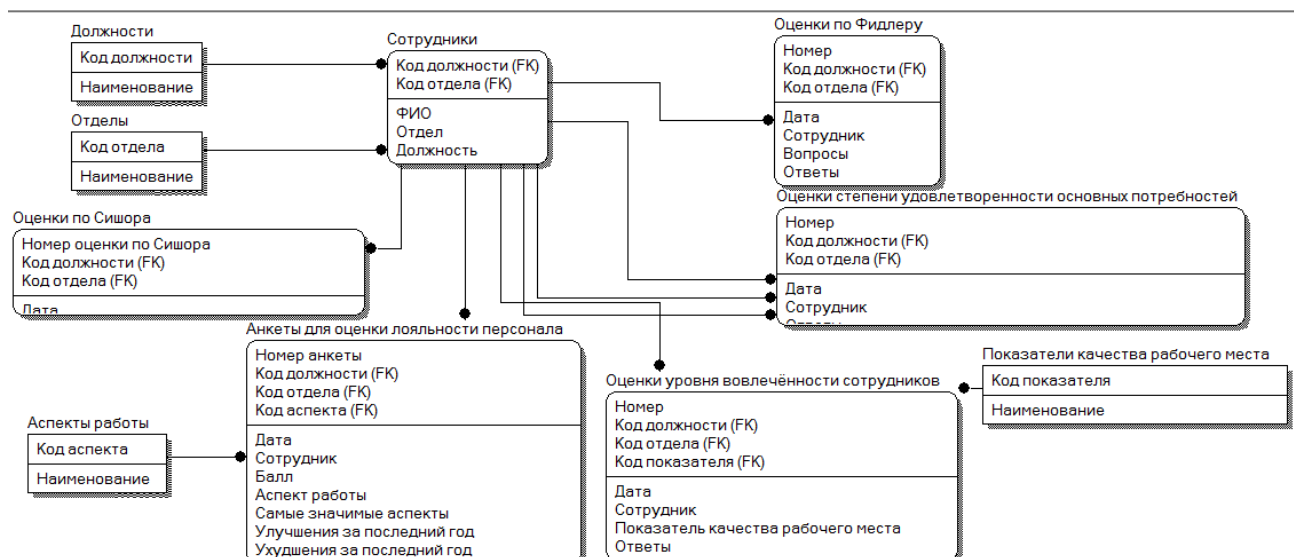 Должности
Код должности
Наименование
Отделы
Код отдела
Наименование
Сотрудники
Код должности (FK)
Код отдела (FK)
ФИО
Отдел
Должность
Оценки по Фидлеру
Номер
Код должности (FK)
Код отдела (FK)
Дата
Сотрудник
Вопросы
Ответы
Оценки по Сишора
Номер оценки по Сишора
Код должности (FK)
Код отдела (FK)
Дата
Оценки степени удовлетворенности основных потребностей
Номер
Код должности (FK)
Код отдела (FK)
Дата
Сотрудник
Ответы
Анкеты для оценки лояльности персонала
Номер анкеты
Код должности (FK)
Код отдела (FK)
Код аспекта (FK)
Дата
Сотрудник
Балл
Аспект работы
Самые значимые аспекты
Улучшения за последний год
Ухудшения за последний год
Аспекты работы
Код аспекта
Наименование
Оценки уровня вовлечённости сотрудников
Номер
Код должности (FK)
Код отдела (FK)
Код показателя (FK)
Дата
Сотрудник
Показатель качества рабочего места
Ответы
Показатели качества рабочего места
Код показателя
Наименование